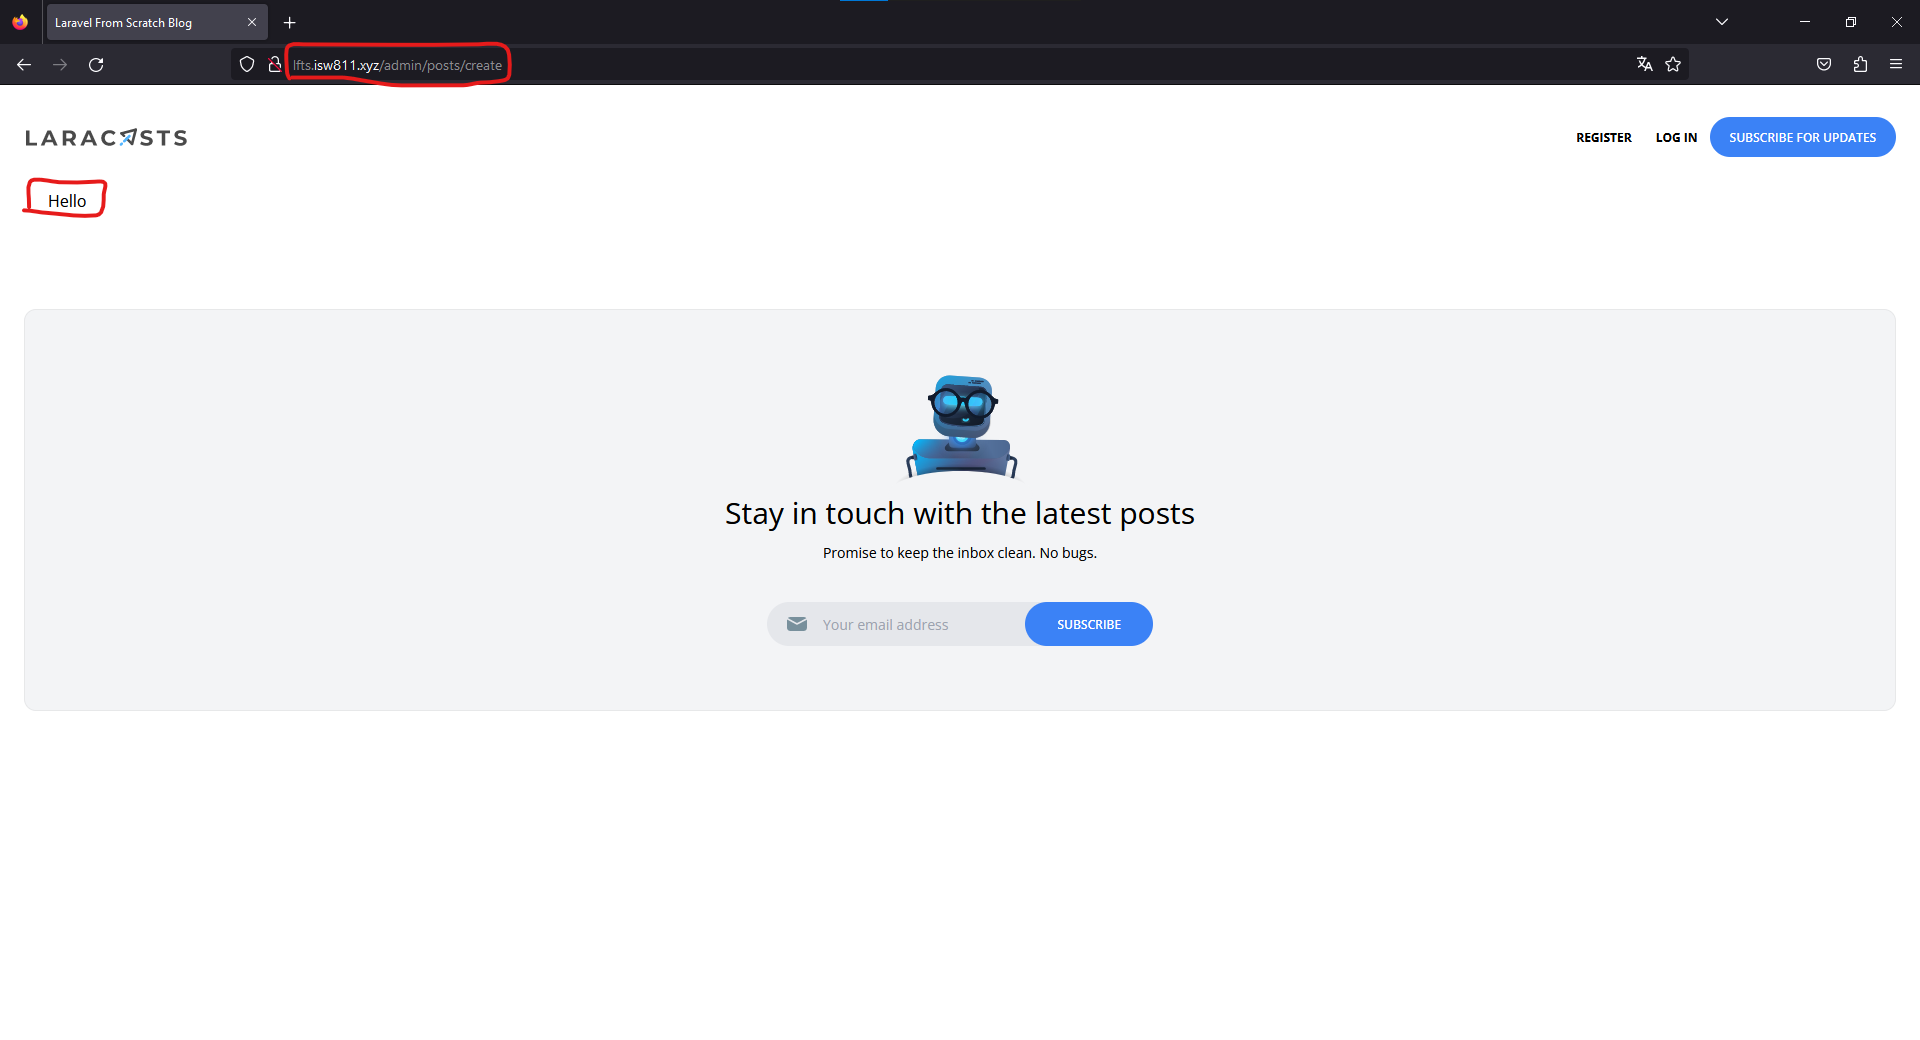 Laravel From Scratch Blog
lfts.isw811.xyz/admin/posts/create
LARACASTS
REGISTER LOG IN SUBSCRIBE FOR UPDATES
Hello
Stay in touch with the latest posts
Promise to keep the inbox clean. No bugs.
Your email address SUBSCRIBE